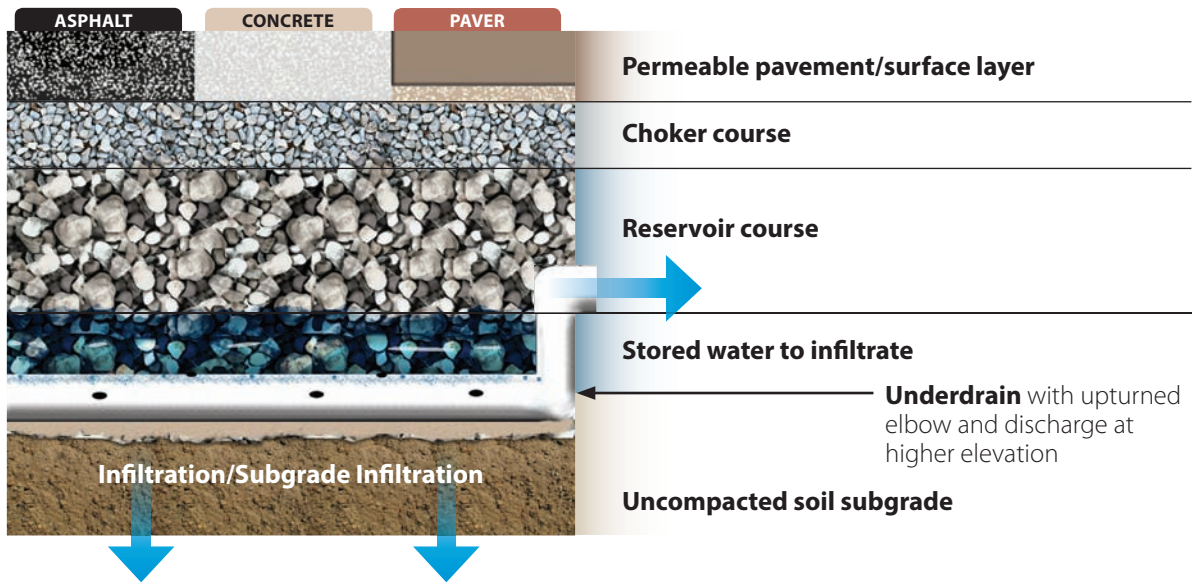 ASPHALT
CONCRETE
PAVER
Permeable pavement/surface layer
Choker course
Reservoir course
Stored water to infiltrate
Underdrain with upturned
elbow and discharge at
higher elevation
Infiltration/Subgrade Infiltration
Uncompacted soil subgrade